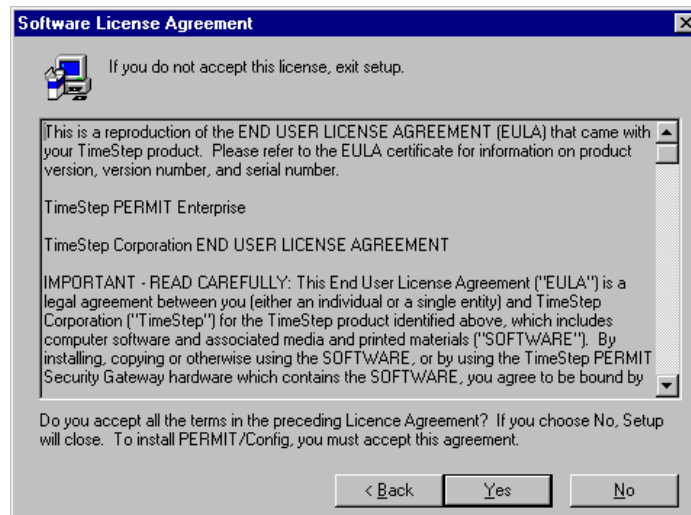 Software License Agreement
If you do not accept this license, exit setup.
This is a reproduction of the END USER LICENSE AGREEMENT (EULA) that came with
your TimeStep product.  Please refer to the EULA certificate for information on product
version, version number, and serial number.
TimeStep PERMIT Enterprise
TimeStep Corporation END USER LICENSE AGREEMENT
IMPORTANT - READ CAREFULLY: This End User License Agreement ("EULA") is a
legal agreement between you (either an individual or a single entity) and TimeStep
Corporation ("TimeStep") for the TimeStep product identified above, which includes
computer software and associated media and printed materials ("SOFTWARE").  By
installing, copying or otherwise using the SOFTWARE, or by using the TimeStep PERMIT
Security Gateway hardware which contains the SOFTWARE, you agree to be bound by
Do you accept all the terms in the preceding Licence Agreement?  If you choose No, Setup
will close.  To install PERMIT/Config, you must accept this agreement.
< Back
Yes
No